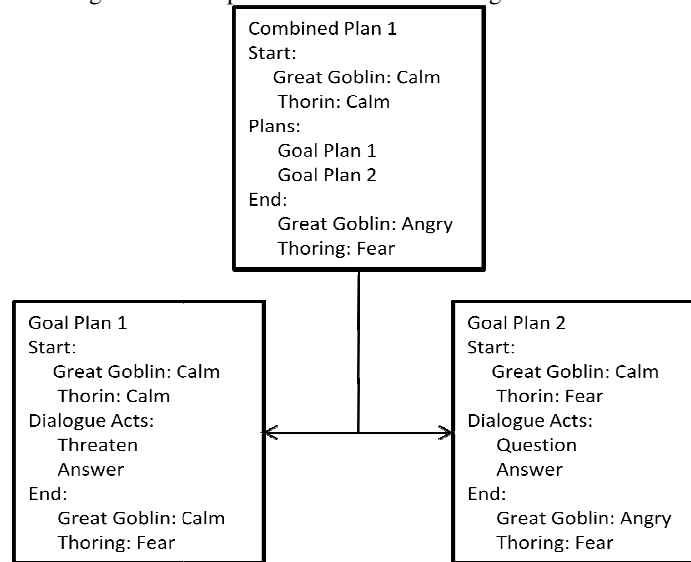 Combined Plan 1
Start:
Great Goblin: Calm
Thorin: Calm
Plans:
Goal Plan 1
Goal Plan 2
End:
Great Goblin: Angry
Thoring: Fear
Goal Plan 1
Start:
Great Goblin: Calm
Thorin: Calm
Dialogue Acts:
Threaten
Answer
End:
Great Goblin: Calm
Thoring: Fear
Goal Plan 2
Start:
Great Goblin: Calm
Thorin: Fear
Dialogue Acts:
Question
Answer
End:
Great Goblin: Angry
Thoring: Fear